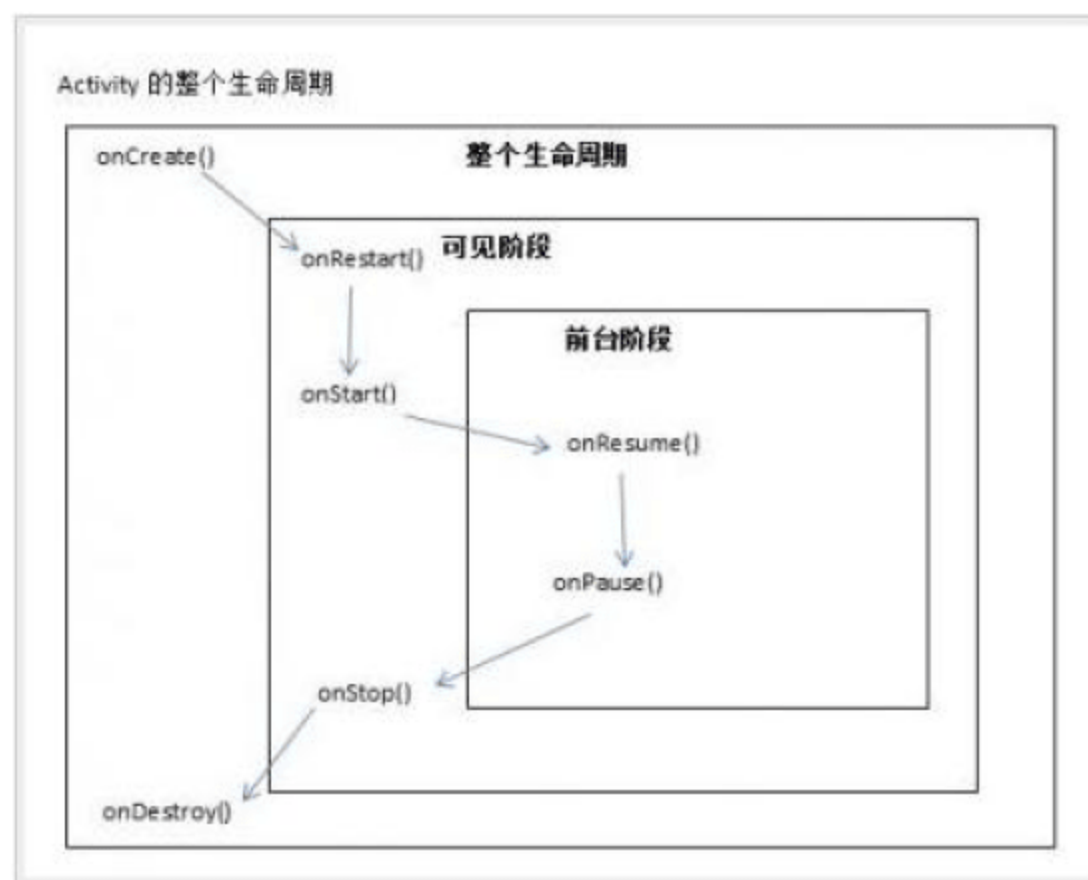 Activity 的整个生命周期
onCreate()
整个生命周期
onRestart()
可见阶段
前台阶段
onStart()
onResume()
onPause()
onStop()
onDestroy()